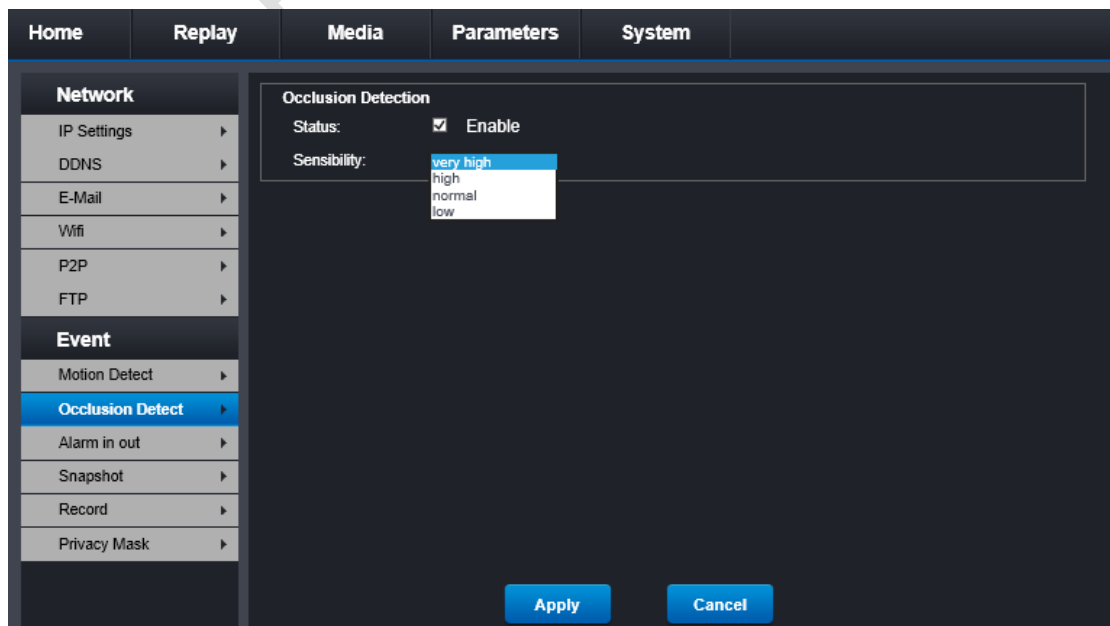 Home Replay Media Parameters System
Network
IP Settings
DDNS
E-Mail
Wifi
P2P
FTP
Event
Motion Detect
Occlusion Detect
Alarm in out
Snapshot
Record
Privacy Mask
Occlusion Detection
Status: Enable
Sensibility: very high
high
normal
low
Apply Cancel